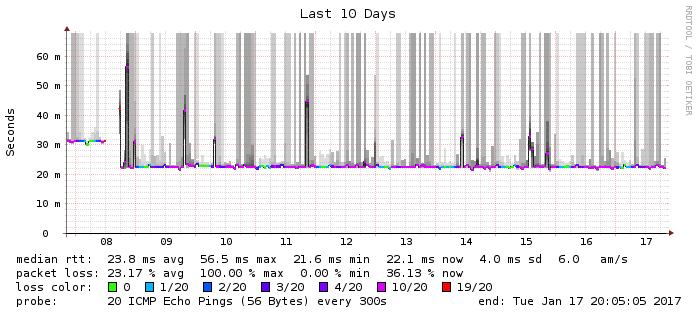 Last 10 Days
RRDTOOL / TOBI OETIKER
Seconds
60 m
50 m
40 m
30 m
20 m
10 m
0
08 09 10 11 12 13 14 15 16 17
median rtt: 23.8 ms avg 56.5 ms max 21.6 ms min 22.1 ms now 4.0 ms sd 6.0 am/s
packet loss: 23.17 % avg 100.00 % max 0.00 % min 36.13 % now
loss color: 0 1/20 2/20 3/20 4/20 10/20 19/20
probe: 20 ICMP Echo Pings (56 Bytes) every 300s end: Tue Jan 17 20:05:05 2017